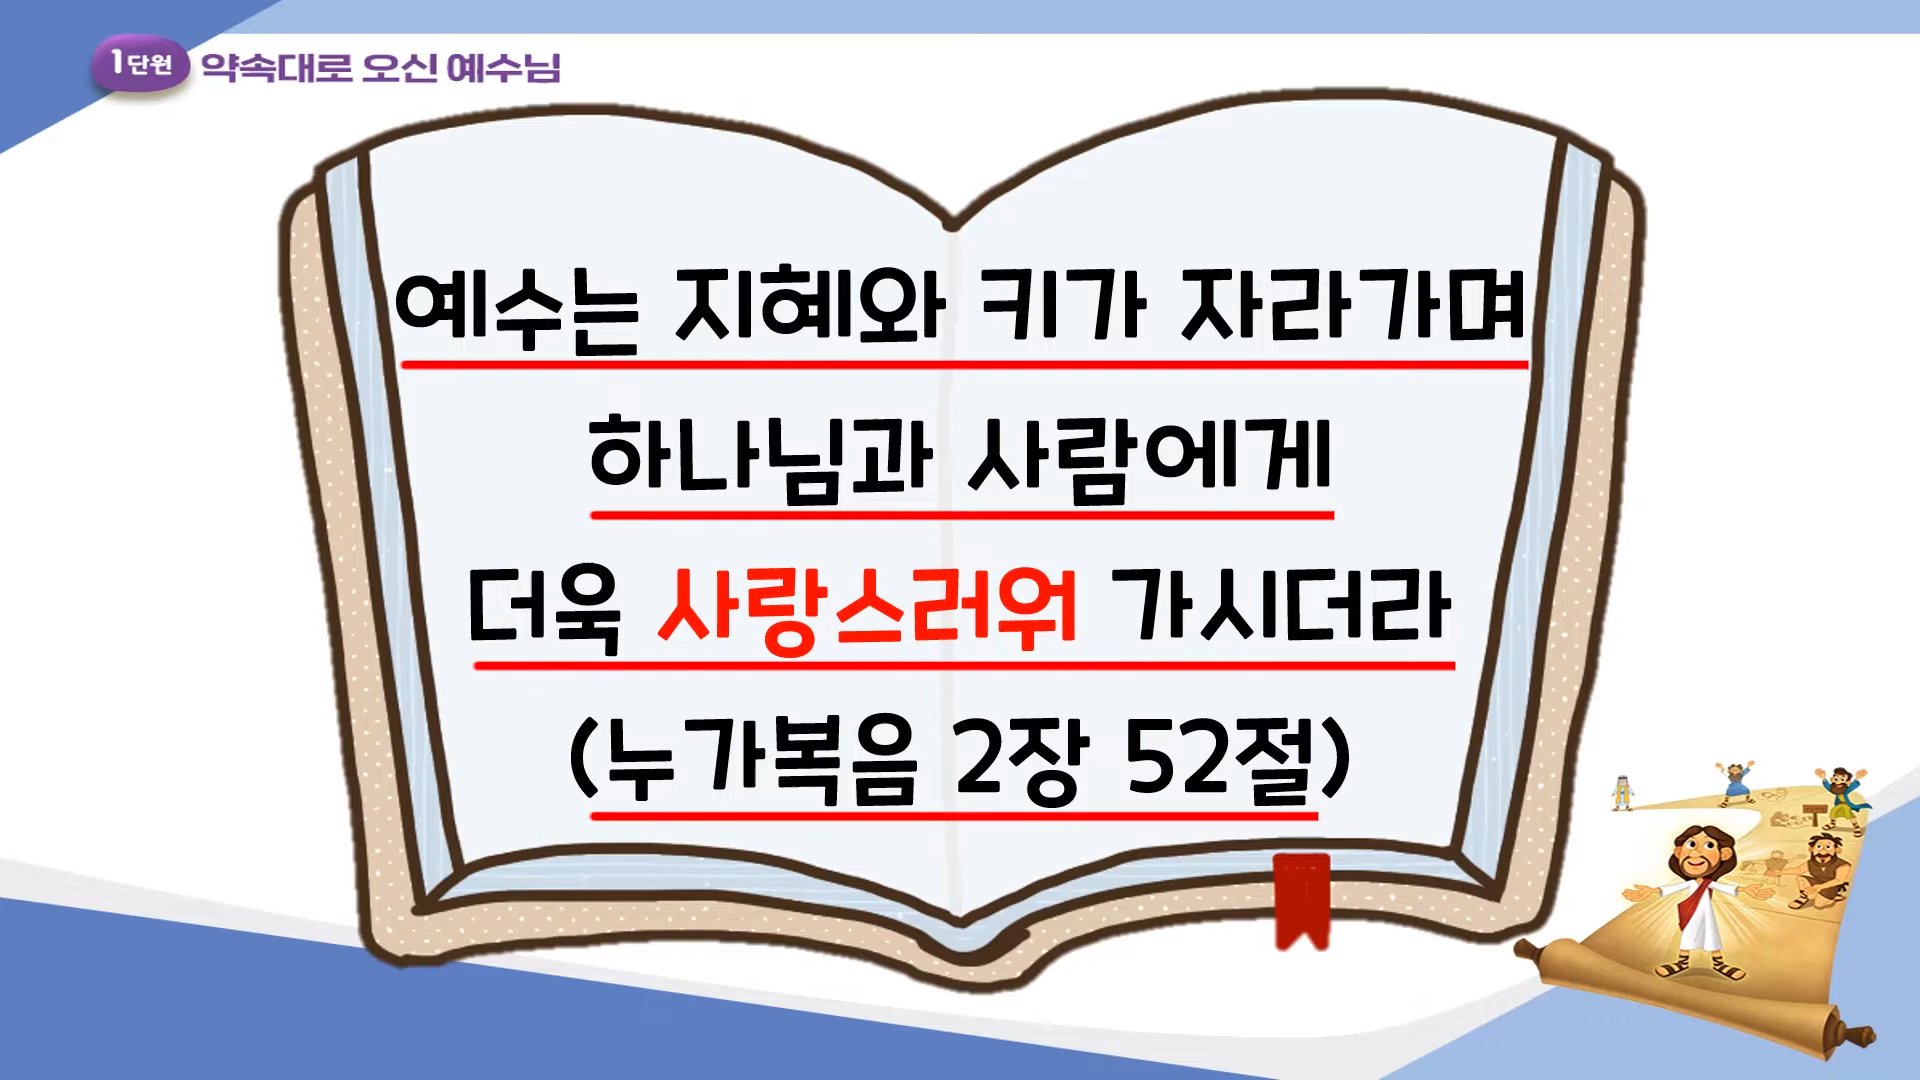 1단원 약속대로 오신 예수님
예수는 지혜와 키가 자라가며
하나님과 사람에게
더욱 사랑스러워 가시더라
(누가복음 2장 52절)